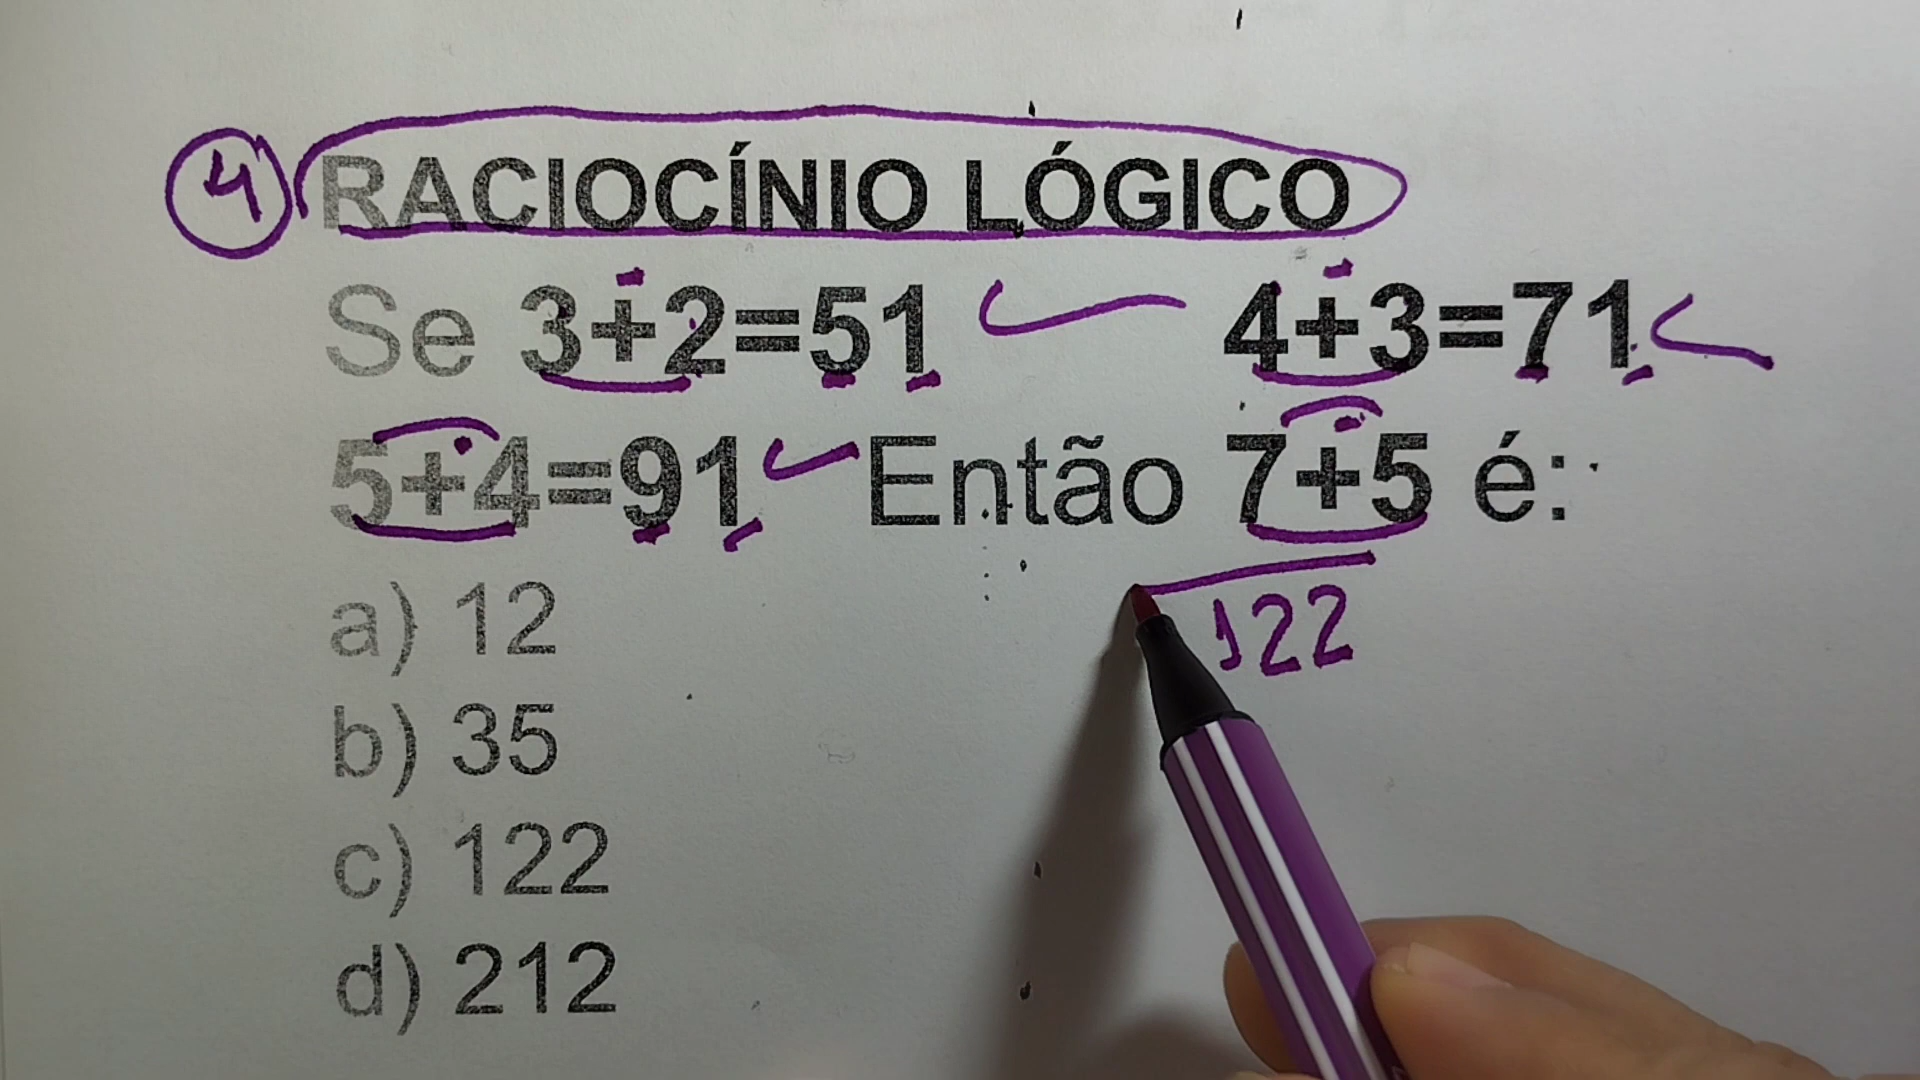 4 RACIOCÍNIO LÓGICO
Se 3+2=51 4+3=71
5+4=91 Então 7+5 é:
122
a) 12
b) 35
c) 122
d) 212